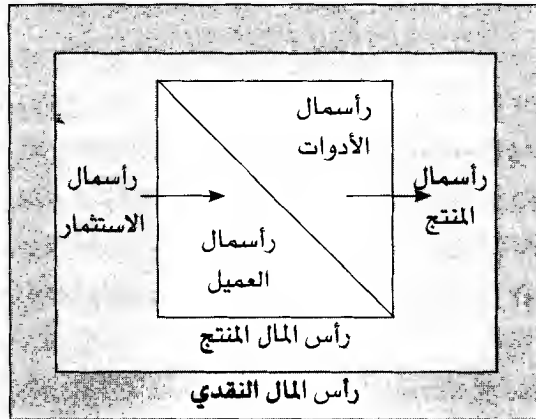 رأسمال
الأدوات
رأسمال
المنتج
رأسمال
الاستثمار
رأسمال
العميل
رأس المال المنتج
رأس المال النقدي